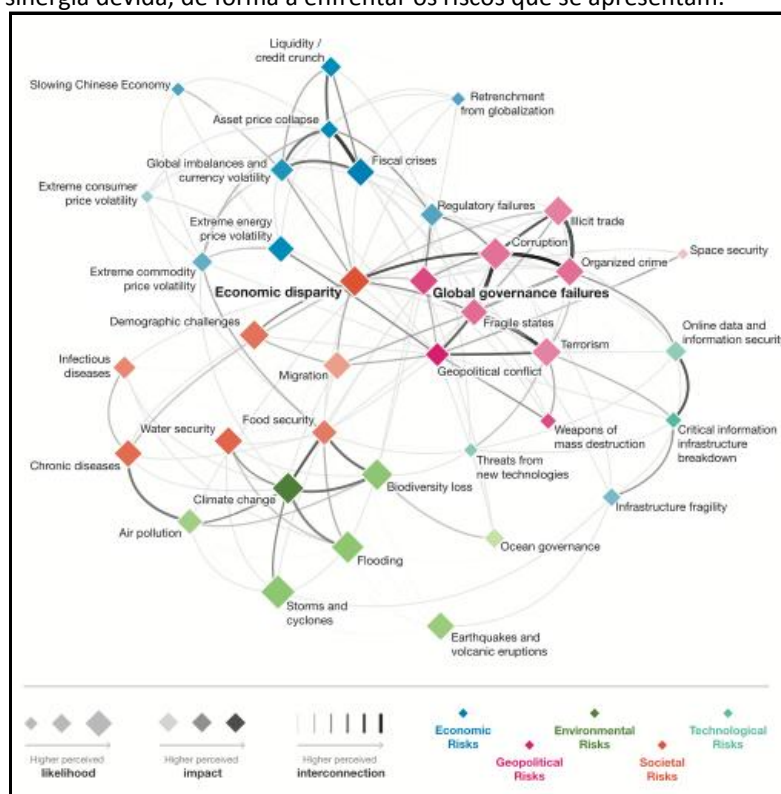 sinergia devida, de forma a enfrentar os riscos que se apresentam.
Liquidity /
credit crunch
Slowing Chinese Economy
Retrenchment
from globalization
Asset price collapse
Global imbalances and
currency volatility
Fiscal crises
Extreme consumer
price volatility
Regulatory failures
Illicit trade
Extreme energy
price volatility
Corruption
Space security
Organized crime
Extreme commodity
price volatility
Economic disparity
Global governance failures
Demographic challenges
Fragile states
Online data and
information securit
Terrorism
Infectious
diseases
Migration
Geopolitical conflict
Water security
Food security
Weapons of
mass destruction
Critical information
infrastructure
breakdown
Chronic diseases
Threats from
new technologies
Climate change
Biodiversity loss
Infrastructure fragility
Air pollution
Ocean governance
Flooding
Storms and
cyclones
Earthquakes and
volcanic eruptions
Higher perceived
likelihood
Higher perceived
impact
Higher perceived
interconnection
Economic
Risks
Geopolitical
Risks
Environmental
Risks
Societal
Risks
Technological
Risks